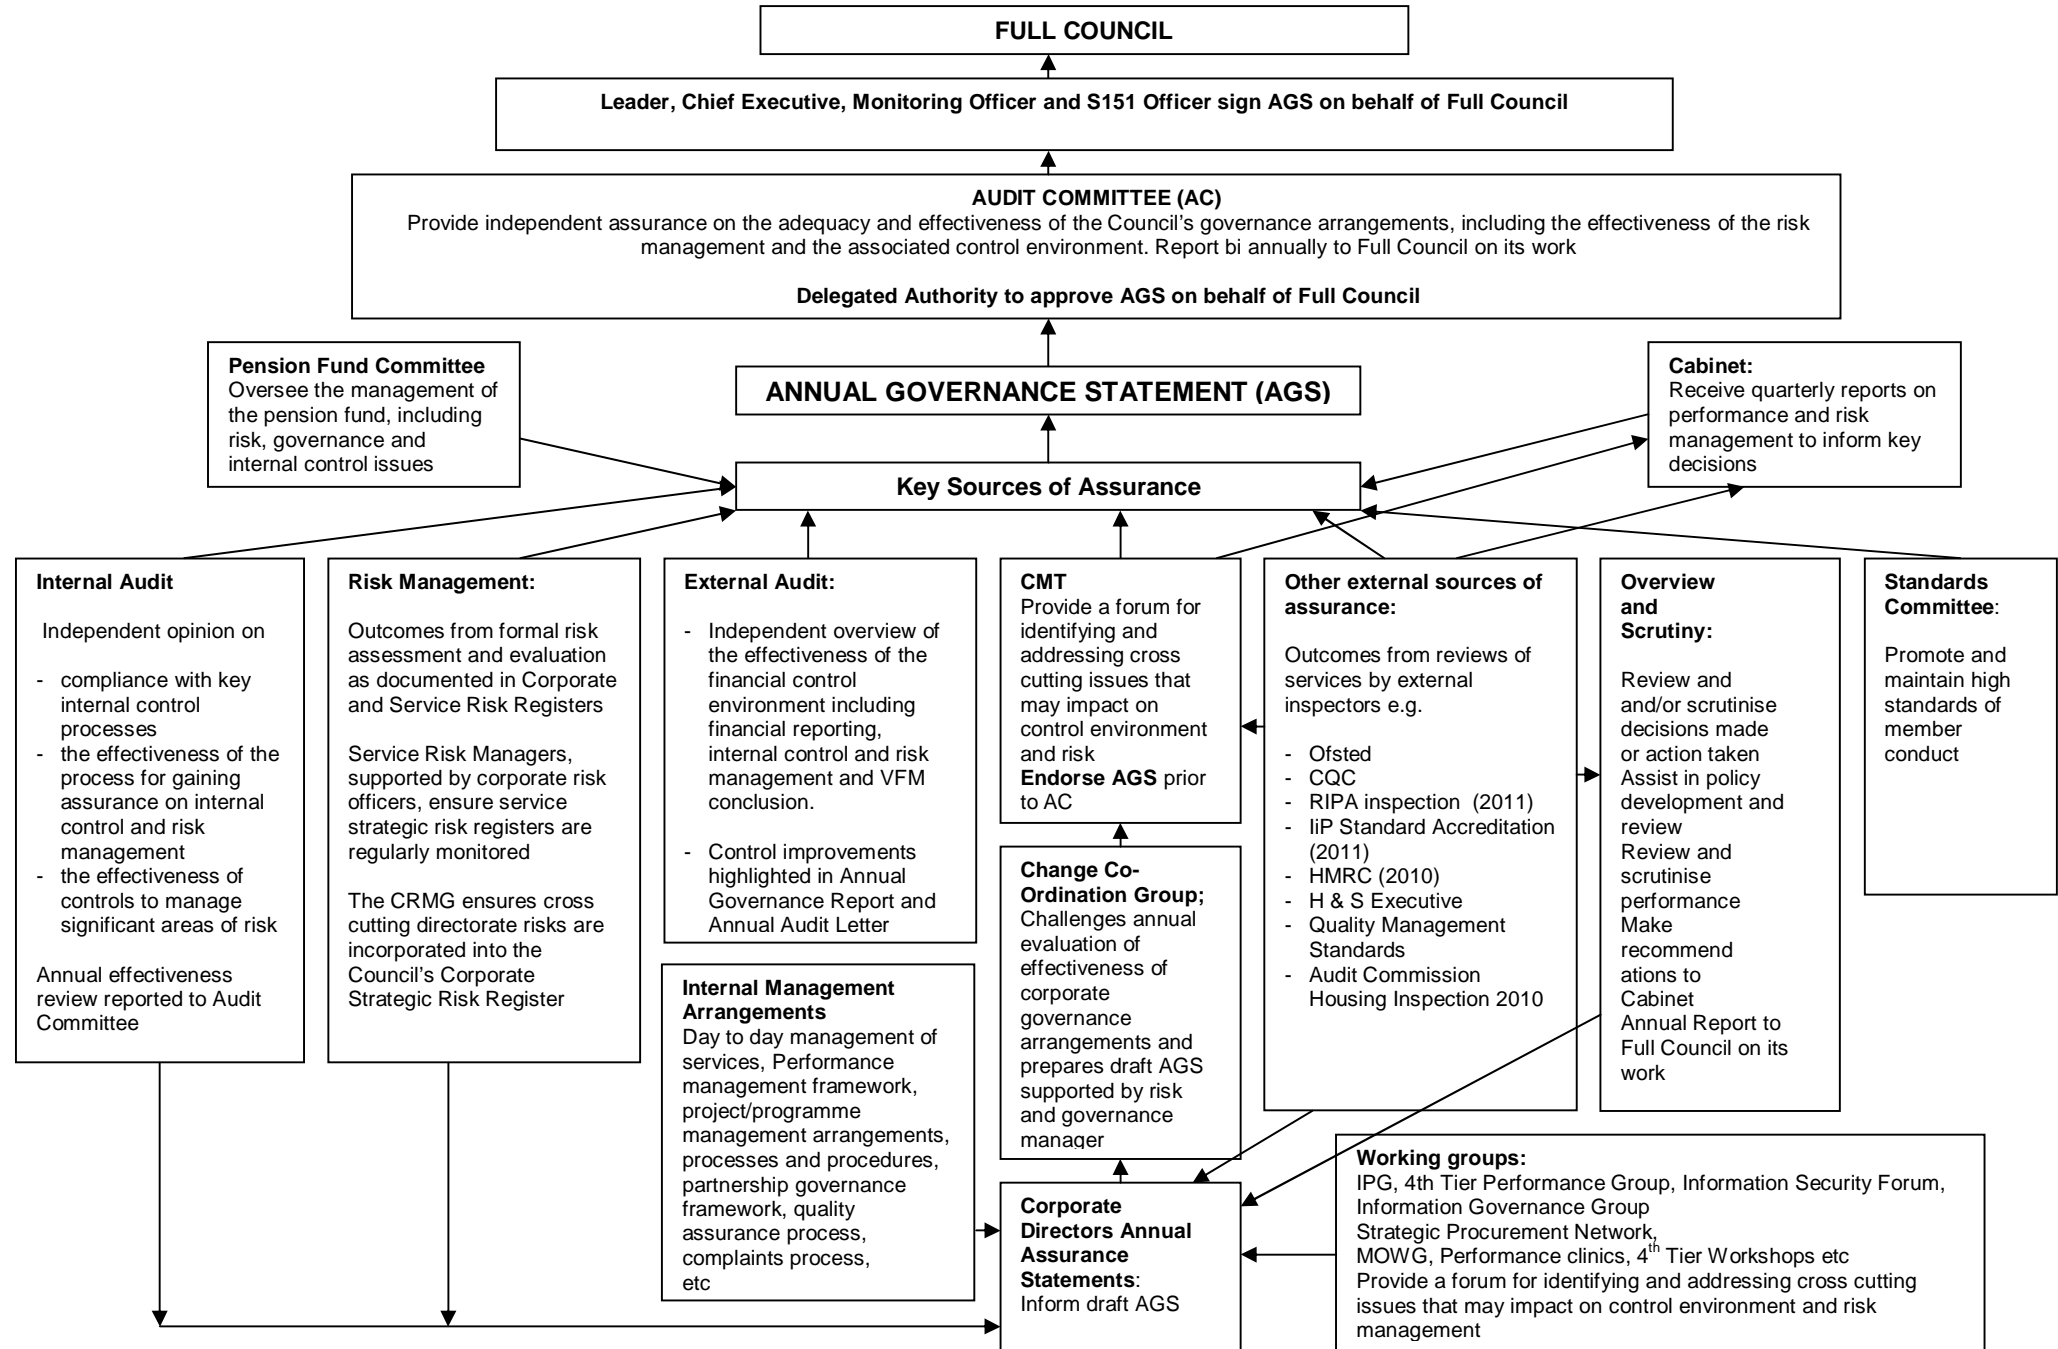 FULL COUNCIL
Leader, Chief Executive, Monitoring Officer and S151 Officer sign AGS on behalf of Full Council
AUDIT COMMITTEE (AC)
Provide independent assurance on the adequacy and effectiveness of the Council's governance arrangements, including the effectiveness of the risk
management and the associated control environment. Report bi annually to Full Council on its work
Delegated Authority to approve AGS on behalf of Full Council
Pension Fund Committee
Oversee the management of
the pension fund, including
risk, governance and
internal control issues
ANNUAL GOVERNANCE STATEMENT (AGS)
Cabinet:
Receive quarterly reports on
performance and risk
management to inform key
decisions
Key Sources of Assurance
Internal Audit
Independent opinion on
- compliance with key
internal control
processes
- the effectiveness of the
process for gaining
assurance on internal
control and risk
management
- the effectiveness of
controls to manage
significant areas of risk
Annual effectiveness
review reported to Audit
Committee
Risk Management:
Outcomes from formal risk
assessment and evaluation
as documented in Corporate
and Service Risk Registers
Service Risk Managers,
supported by corporate risk
officers, ensure service
strategic risk registers are
regularly monitored
The CRMG ensures cross
cutting directorate risks are
incorporated into the
Council's Corporate
Strategic Risk Register
External Audit:
- Independent overview of
the effectiveness of the
financial control
environment including
financial reporting,
internal control and risk
management and VFM
conclusion.
- Control improvements
highlighted in Annual
Governance Report and
Annual Audit Letter
Internal Management
Arrangements
Day to day management of
services, Performance
management framework,
project/programme
management arrangements,
processes and procedures,
partnership governance
framework, quality
assurance process,
complaints process,
etc
CMT
Provide a forum for
identifying and
addressing cross
cutting issues that
may impact on
control environment
and risk
Endorse AGS prior
to AC
Change Co-
Ordination Group;
Challenges annual
evaluation of
effectiveness of
corporate
governance
arrangements and
prepares draft AGS
supported by risk
and governance
manager
Corporate
Directors Annual
Assurance
Statements:
Inform draft AGS
Other external sources of
assurance:
Outcomes from reviews of
services by external
inspectors e.g.
- Ofsted
- CQC
- RIPA inspection (2011)
- IiP Standard Accreditation
(2011)
- HMRC (2010)
- H & S Executive
- Quality Management
Standards
- Audit Commission
Housing Inspection 2010
Overview
and
Scrutiny:
Review and
and/or scrutinise
decisions made
or action taken
Assist in policy
development and
review
Review and
scrutinise
performance
Make
recommend
ations to
Cabinet
Annual Report to
Full Council on its
work
Standards
Committee:
Promote and
maintain high
standards of
member
conduct
Working groups:
IPG, 4th Tier Performance Group, Information Security Forum,
Information Governance Group
Strategic Procurement Network,
MOWG, Performance clinics, 4th Tier Workshops etc
Provide a forum for identifying and addressing cross cutting
issues that may impact on control environment and risk
management